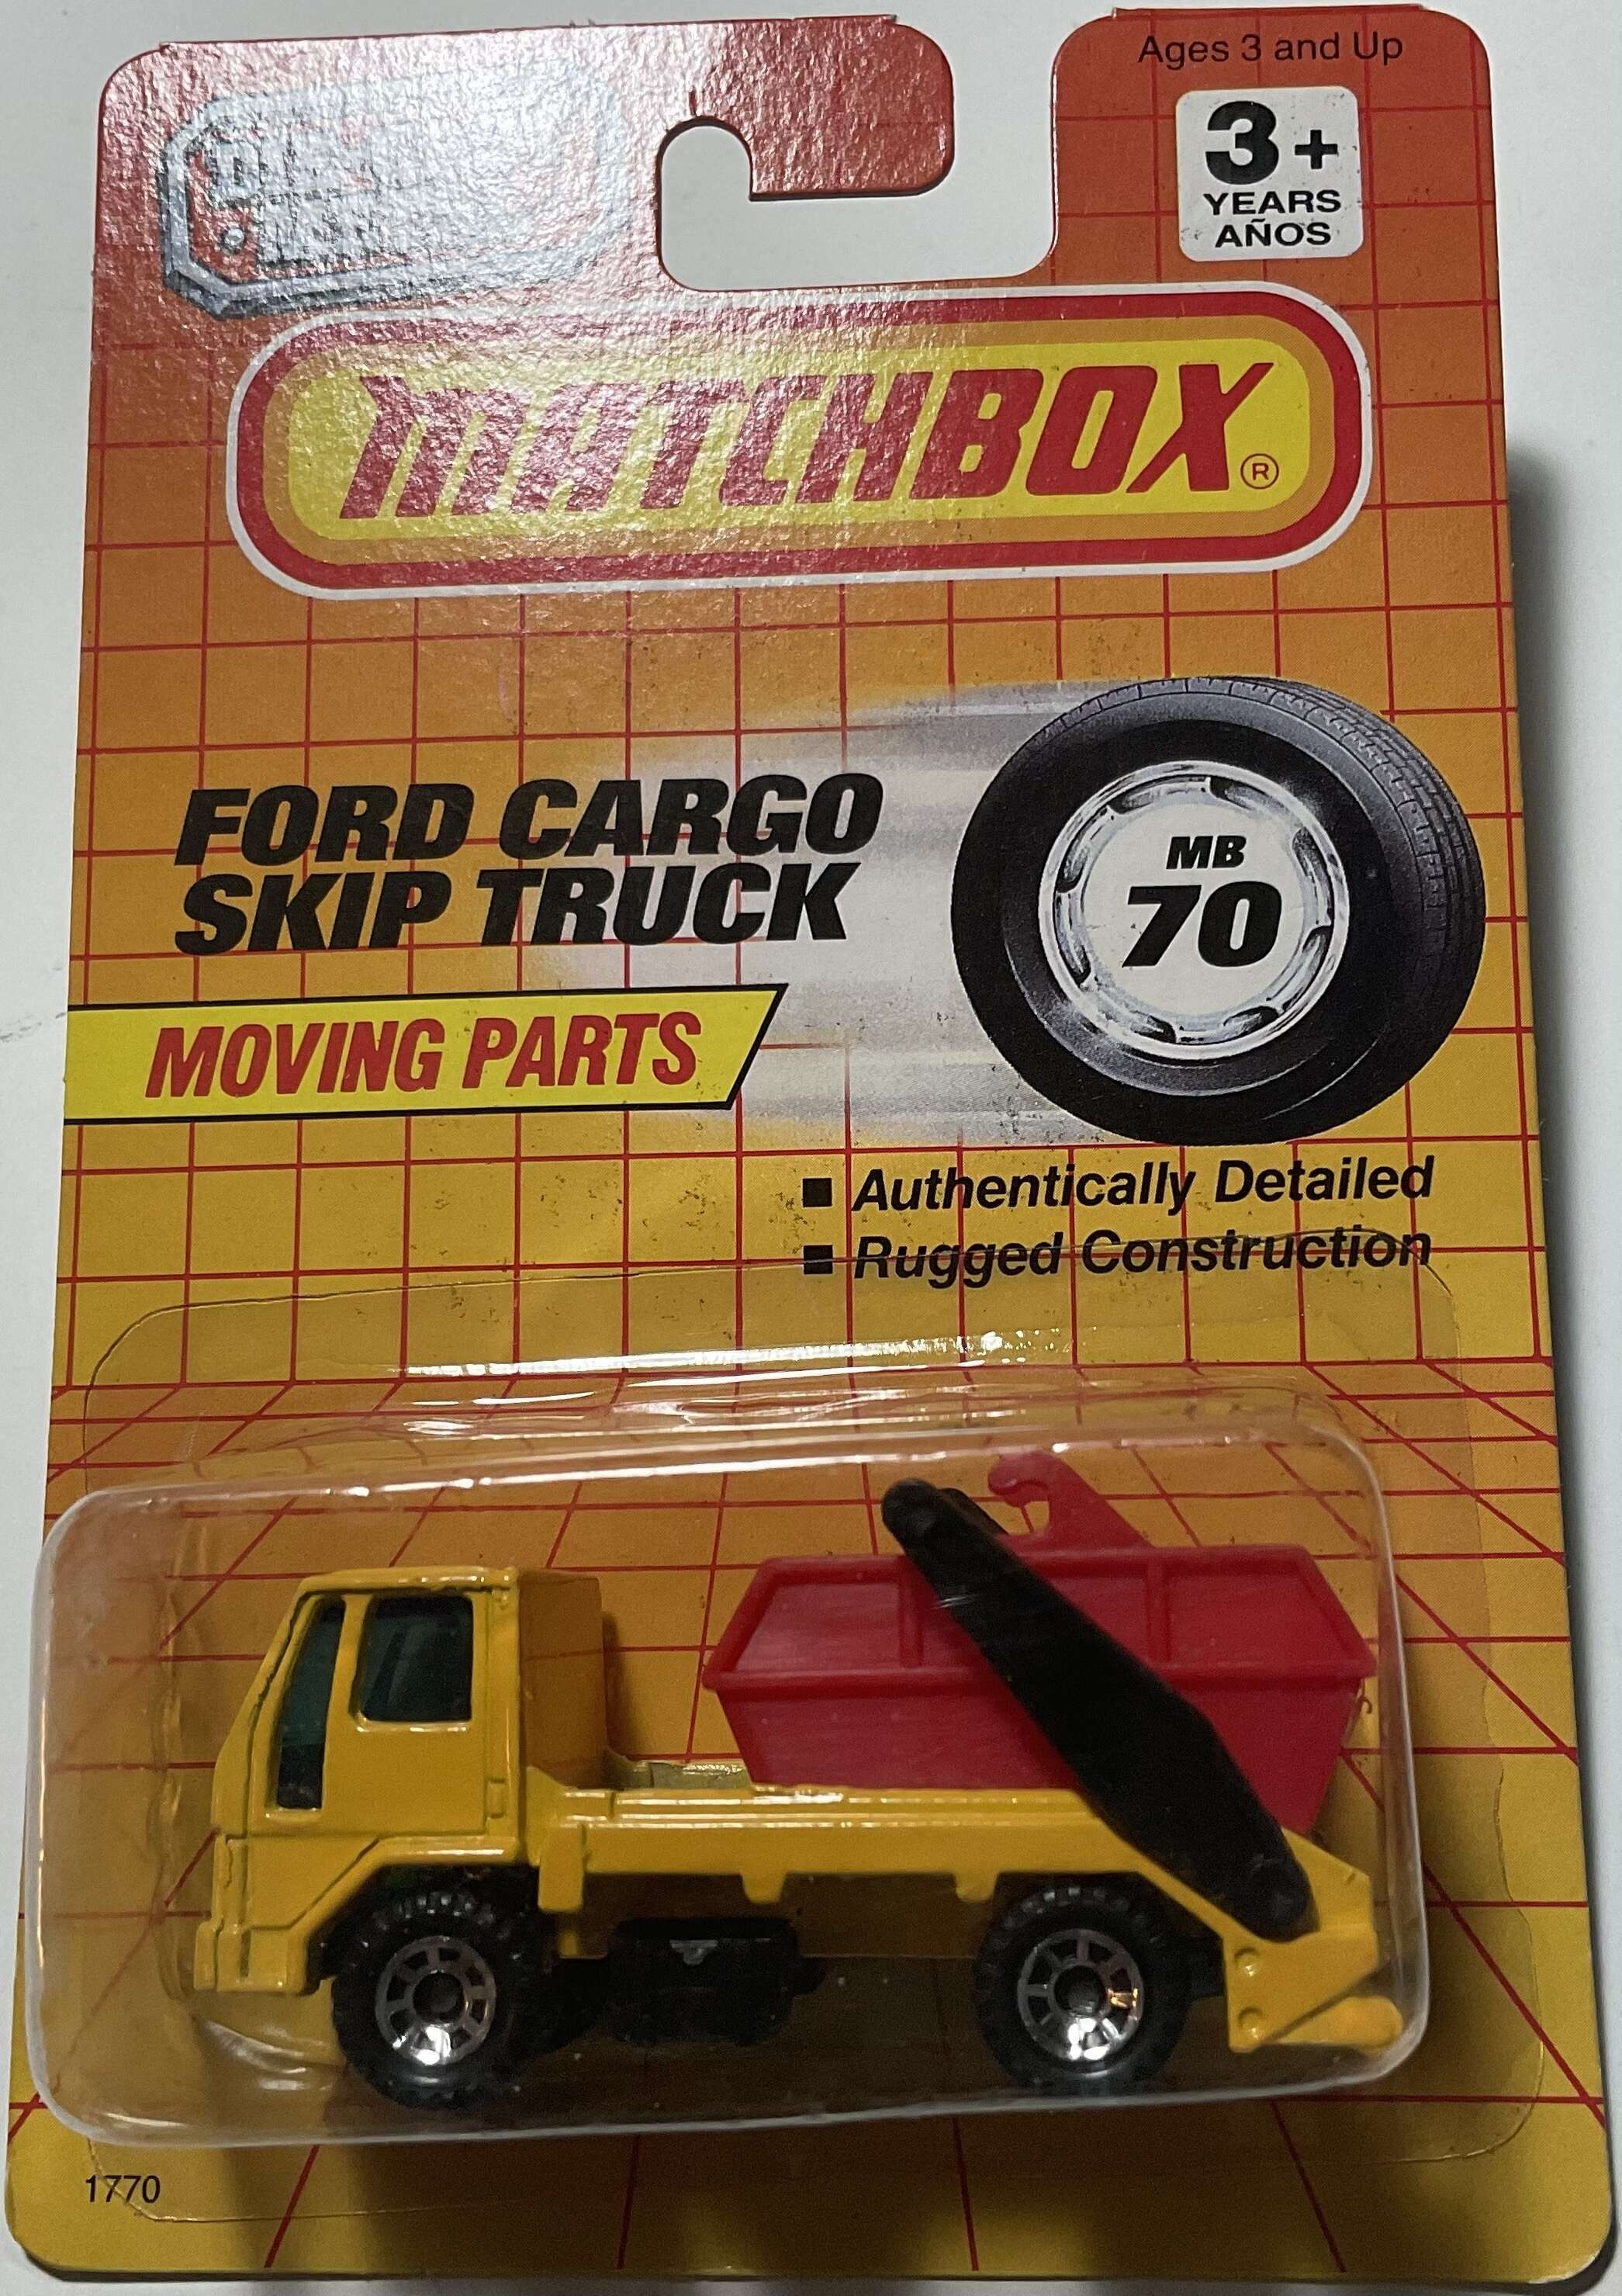 Ages 3 and Up
3+
YEARS
AÑOS
MATCHBOX®
FORD CARGO
SKIP TRUCK
MB
70
MOVING PARTS
■ Authentically Detailed
■ Rugged Construction
1770